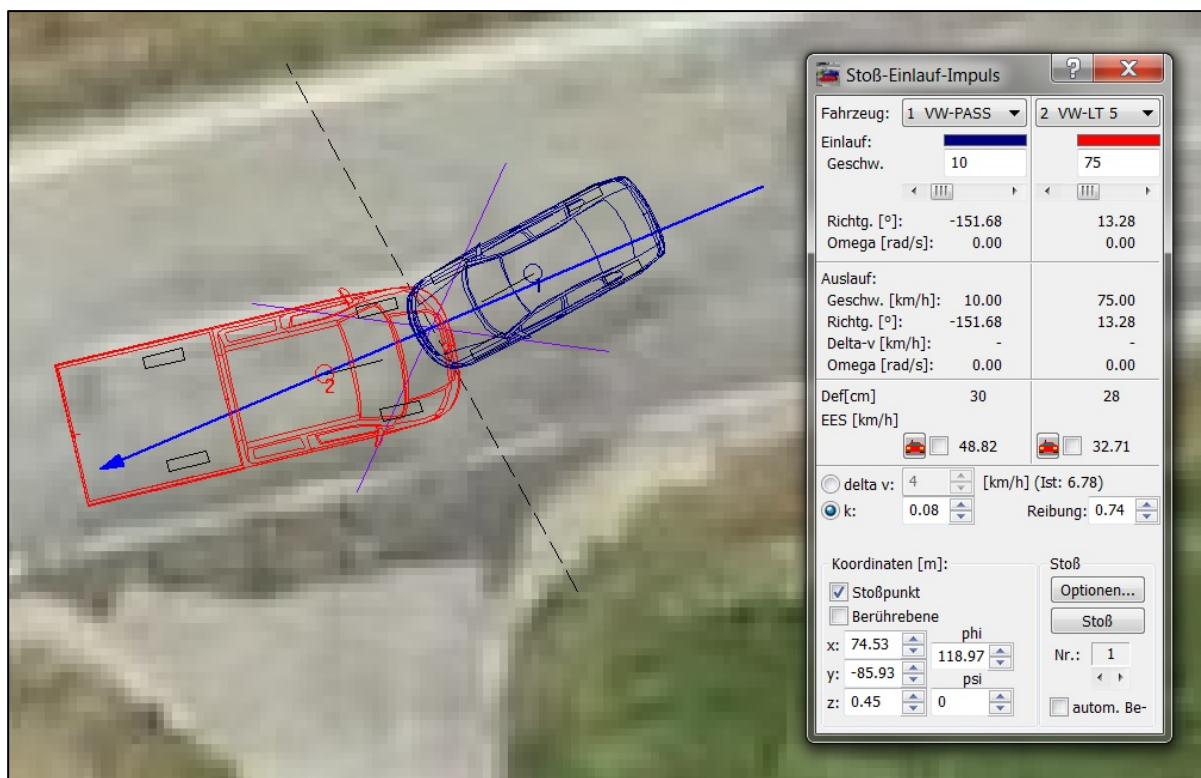 Stoß-Einlauf-Impuls
Fahrzeug: 1 VW-PASS 2 VW-LT 5
Einlauf:
Geschw. 10 75
Richtg. [°]: -151.68 13.28
Omega [rad/s]: 0.00 0.00
Auslauf:
Geschw. [km/h]: 10.00 75.00
Richtg. [°]: -151.68 13.28
Delta-v [km/h]: - -
Omega [rad/s]: 0.00 0.00
Def[cm] 30 28
EES [km/h]
48.82 32.71
delta v: 4 [km/h] (Ist: 6.78)
k: 0.08 Reibung: 0.74
Koordinaten [m]: Stoß
Stoßpunkt Optionen...
Berührebene Stoß
x: 74.53 phi
118.97 Nr.: 1
y: -85.93 psi
z: 0.45 0 autom. Be-
1
2